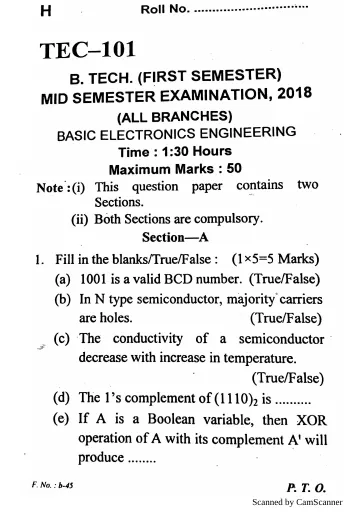 H Roll No. ................................
TEC–101
B. TECH. (FIRST SEMESTER)
MID SEMESTER EXAMINATION, 2018
(ALL BRANCHES)
BASIC ELECTRONICS ENGINEERING
Time : 1:30 Hours
Maximum Marks : 50
Note :(i) This question paper contains two
Sections.
(ii) Both Sections are compulsory.
Section—A
1. Fill in the blanks/True/False : (1×5=5 Marks)
(a) 1001 is a valid BCD number. (True/False)
(b) In N type semiconductor, majority carriers
are holes. (True/False)
(c) The conductivity of a semiconductor
decrease with increase in temperature.
(True/False)
(d) The 1's complement of (1110)₂ is ..........
(e) If A is a Boolean variable, then XOR
operation of A with its complement A' will
produce ........
F. No. : b-45 P. T. O.
Scanned by CamScanner